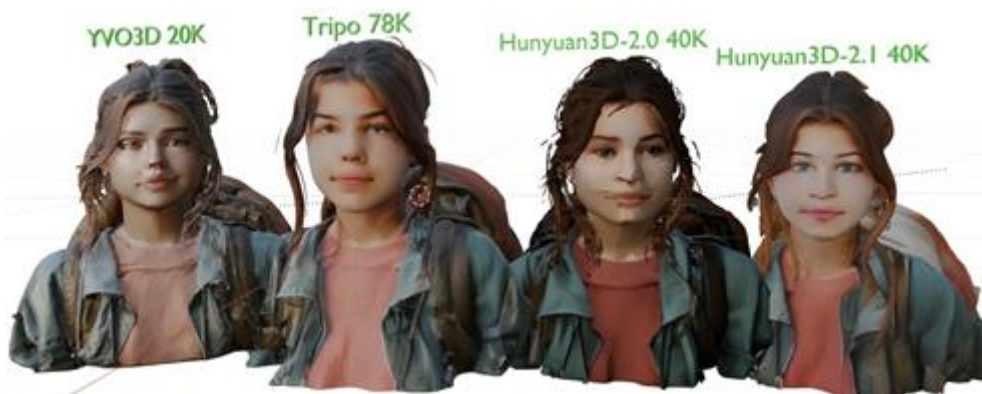 YVO3D 20K
Tripo 78K
Hunyuan3D-2.0 40K
Hunyuan3D-2.1 40K